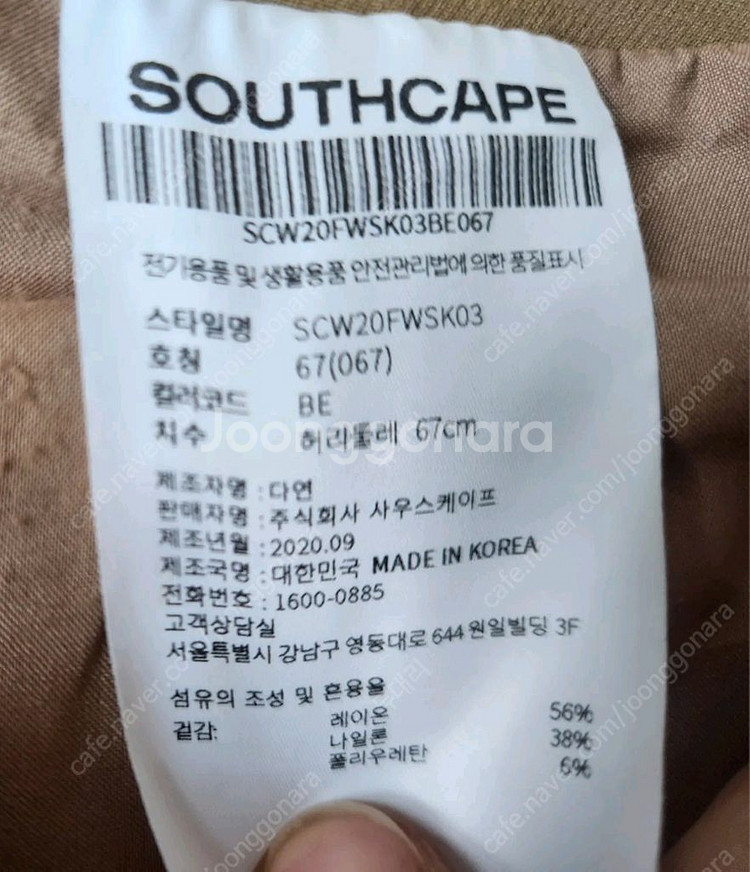 SOUTHCAPE
SCW20FWSK03BE067
전기용품 및 생활용품 안전관리법에 의한 품질표시
스타일명 SCW20FWSK03
호칭 67(067)
컬러코드 BE
치수 허리둘레 67cm
Joonggonara
제조자명 : 다연
판매자명 : 주식회사 사우스케이프
제조년월 : 2020.09
제조국명 : 대한민국 MADE IN KOREA
전화번호 : 1600-0885
고객상담실
서울특별시 강남구 영동대로 644 원일빌딩 3F
섬유의 조성 및 혼용율
겉감: 레이온 56%
나일론 38%
폴리우레탄 6%
cafe.naver.com/joonggonara